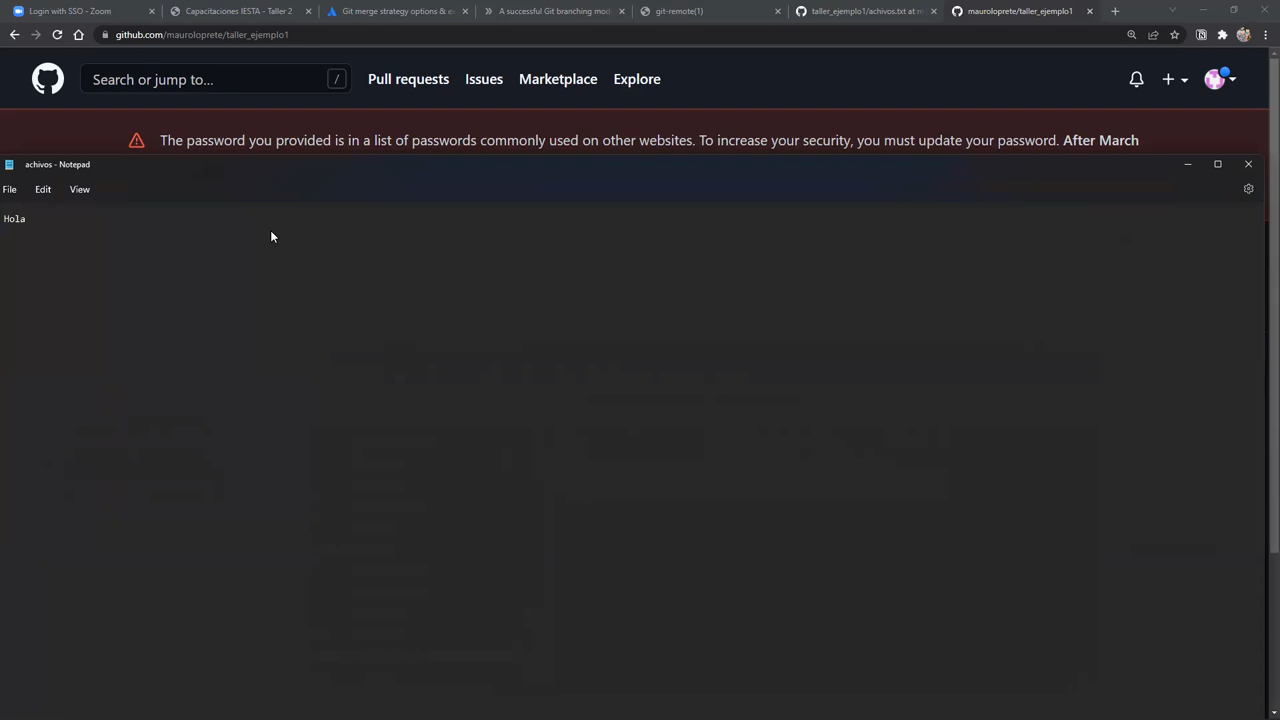 Login with SSO - Zoom
Capacitaciones IESTA - Taller 2
Git merge strategy options & e
A successful Git branching mod
git-remote(1)
taller_ejemplo1/achivos.txt at m
mauroloprete/taller_ejemplo1
github.com/mauroloprete/taller_ejemplo1
Search or jump to... /
Pull requests
Issues
Marketplace
Explore
The password you provided is in a list of passwords commonly used on other websites. To increase your security, you must update your password. After March
achivos - Notepad
File
Edit
View
Hola